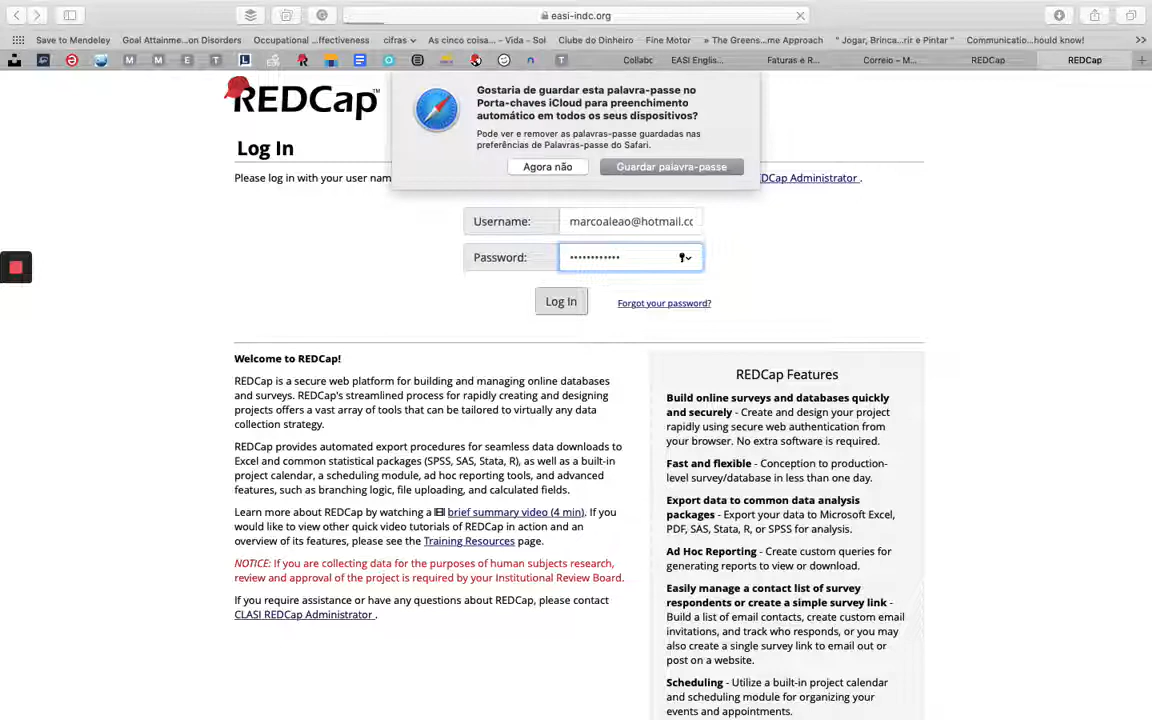 easi-indc.org
Save to Mendeley Goal Attainmen...on Disorders Occupational ...ffectiveness cifras As cinco coisa... – Vida – Sol Clube do Dinheiro Fine Motor » The Greens...me Approach " Jogar, Brinca...rir e Pintar " Communicatio...hould know! >>
M M E T L T Collabc EASI Englis... Faturas e R... Correio – M... REDCap REDCap
REDCap
Gostaria de guardar esta palavra-passe no
Porta-chaves iCloud para preenchimento
automático em todos os seus dispositivos?
Pode ver e remover as palavras-passe guardadas nas
preferências de Palavras-passe do Safari.
Agora não Guardar palavra-passe
Log In
Please log in with your user nam EDCap Administrator .
Username: marcoaleao@hotmail.cc
Password: ••••••••••••
Log In Forgot your password?
Welcome to REDCap!
REDCap is a secure web platform for building and managing online databases
and surveys. REDCap's streamlined process for rapidly creating and designing
projects offers a vast array of tools that can be tailored to virtually any data
collection strategy.
REDCap provides automated export procedures for seamless data downloads to
Excel and common statistical packages (SPSS, SAS, Stata, R), as well as a built-in
project calendar, a scheduling module, ad hoc reporting tools, and advanced
features, such as branching logic, file uploading, and calculated fields.
Learn more about REDCap by watching a brief summary video (4 min). If you
would like to view other quick video tutorials of REDCap in action and an
overview of its features, please see the Training Resources page.
NOTICE: If you are collecting data for the purposes of human subjects research,
review and approval of the project is required by your Institutional Review Board.
If you require assistance or have any questions about REDCap, please contact
CLASI REDCap Administrator .
REDCap Features
Build online surveys and databases quickly
and securely - Create and design your project
rapidly using secure web authentication from
your browser. No extra software is required.
Fast and flexible - Conception to production-
level survey/database in less than one day.
Export data to common data analysis
packages - Export your data to Microsoft Excel,
PDF, SAS, Stata, R, or SPSS for analysis.
Ad Hoc Reporting - Create custom queries for
generating reports to view or download.
Easily manage a contact list of survey
respondents or create a simple survey link -
Build a list of email contacts, create custom email
invitations, and track who responds, or you may
also create a single survey link to email out or
post on a website.
Scheduling - Utilize a built-in project calendar
and scheduling module for organizing your
events and appointments.